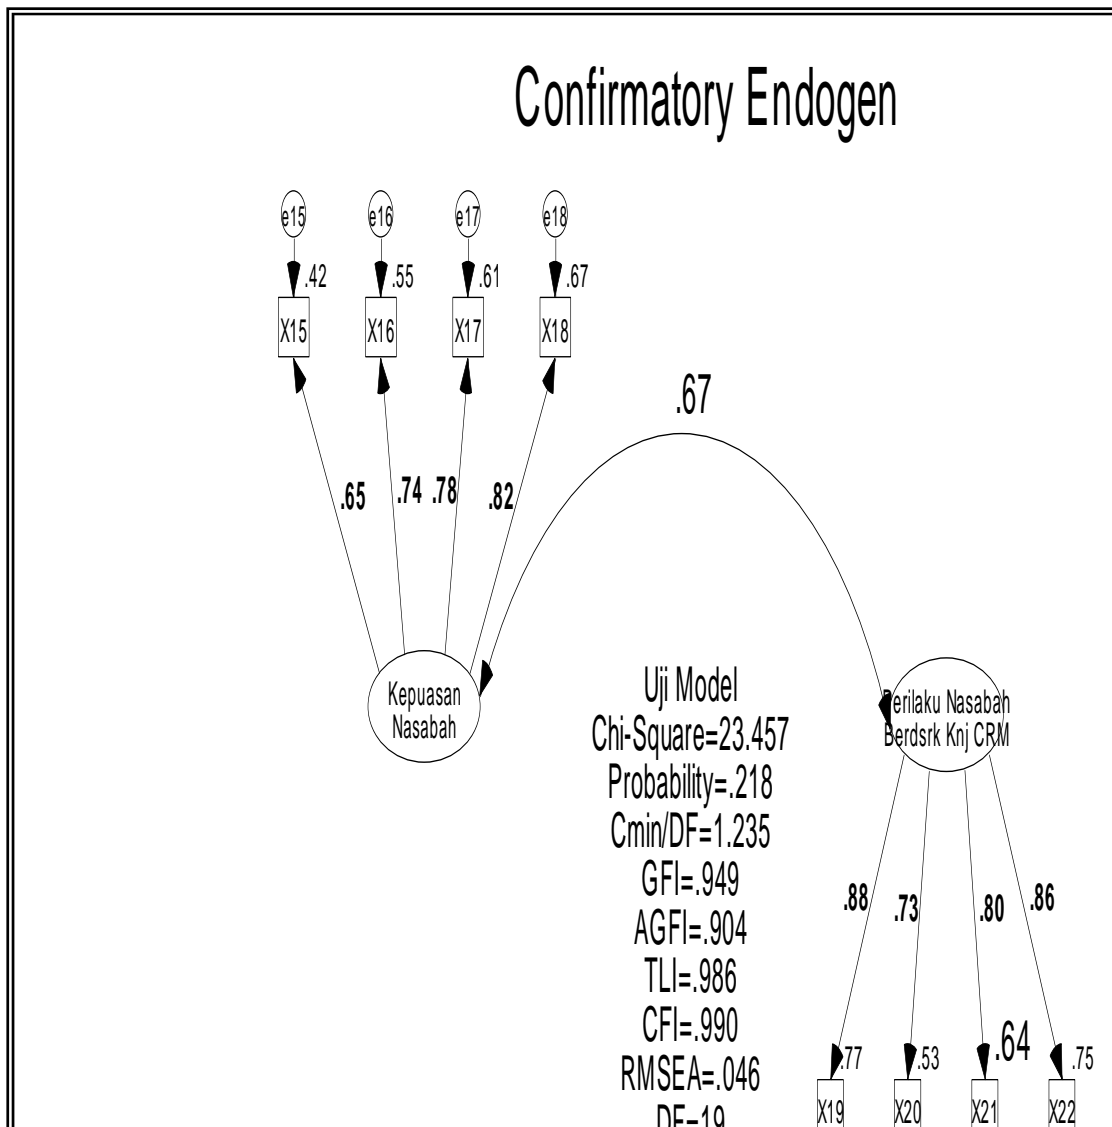 Confirmatory Endogen
e15 e16 e17 e18
.42 .55 .61 .67
X15 X16 X17 X18
.67
.65 .74 .78 .82
Kepuasan
Nasabah
Perilaku Nasabah
Berdsrk Knj CRM
Uji Model
Chi-Square=23.457
Probability=.218
Cmin/DF=1.235
GFI=.949
AGFI=.904
TLI=.986
CFI=.990
RMSEA=.046
DF=19
.88 .73 .80 .86
.77 .53 .64 .75
X19 X20 X21 X22